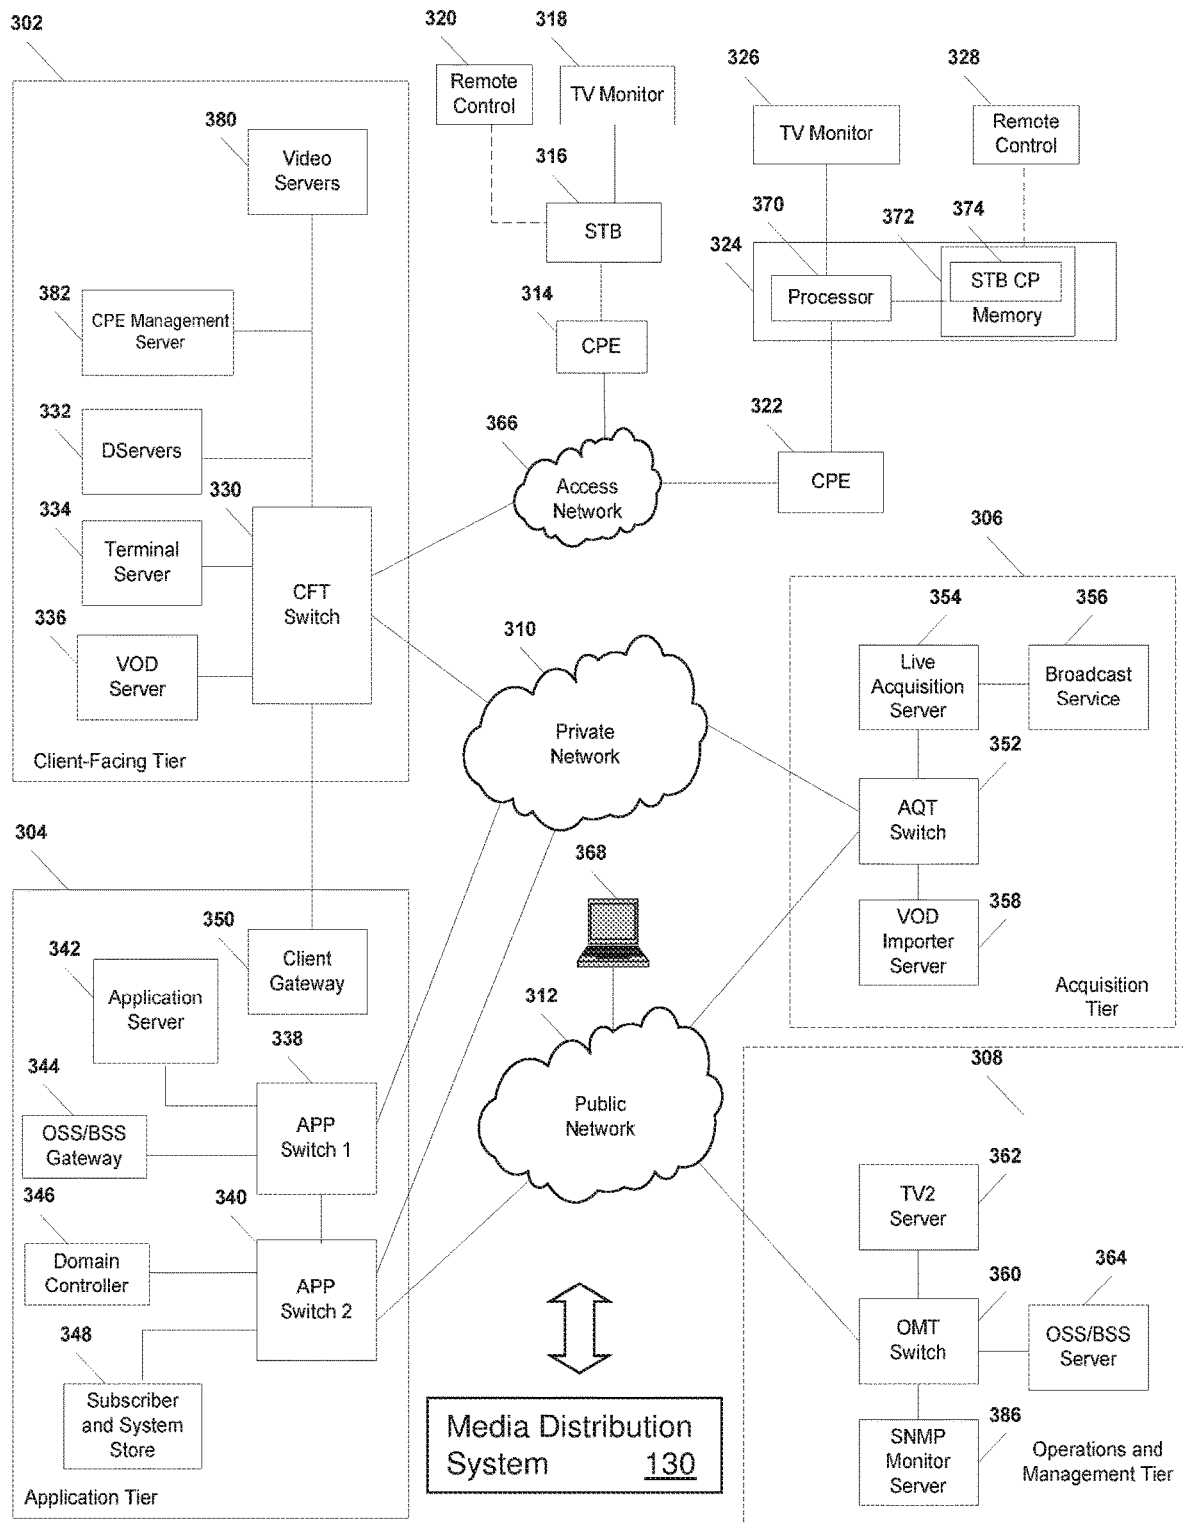 302
320
318
326
328
Remote
Control
TV Monitor
TV Monitor
Remote
Control
380
Video
Servers
316
STB
370
372
374
324
STB CP
Processor
Memory
382
CPE Management
Server
314
CPE
332
DServers
366
322
Access
Network
CPE
330
334
Terminal
Server
CFT
Switch
306
336
VOD
Server
310
354
356
Live
Acquisition
Server
Broadcast
Service
Private
Network
352
Client-Facing Tier
AQT
Switch
304
368
350
358
342
Client
Gateway
VOD
Importer
Server
Application
Server
312
Acquisition
Tier
338
308
344
APP
Switch 1
Public
Network
OSS/BSS
Gateway
362
346
340
TV2
Server
Domain
Controller
APP
Switch 2
360
364
348
OMT
Switch
OSS/BSS
Server
Subscriber
and System
Store
Media Distribution
System 130
386
SNMP
Monitor
Server
Operations and
Management Tier
Application Tier